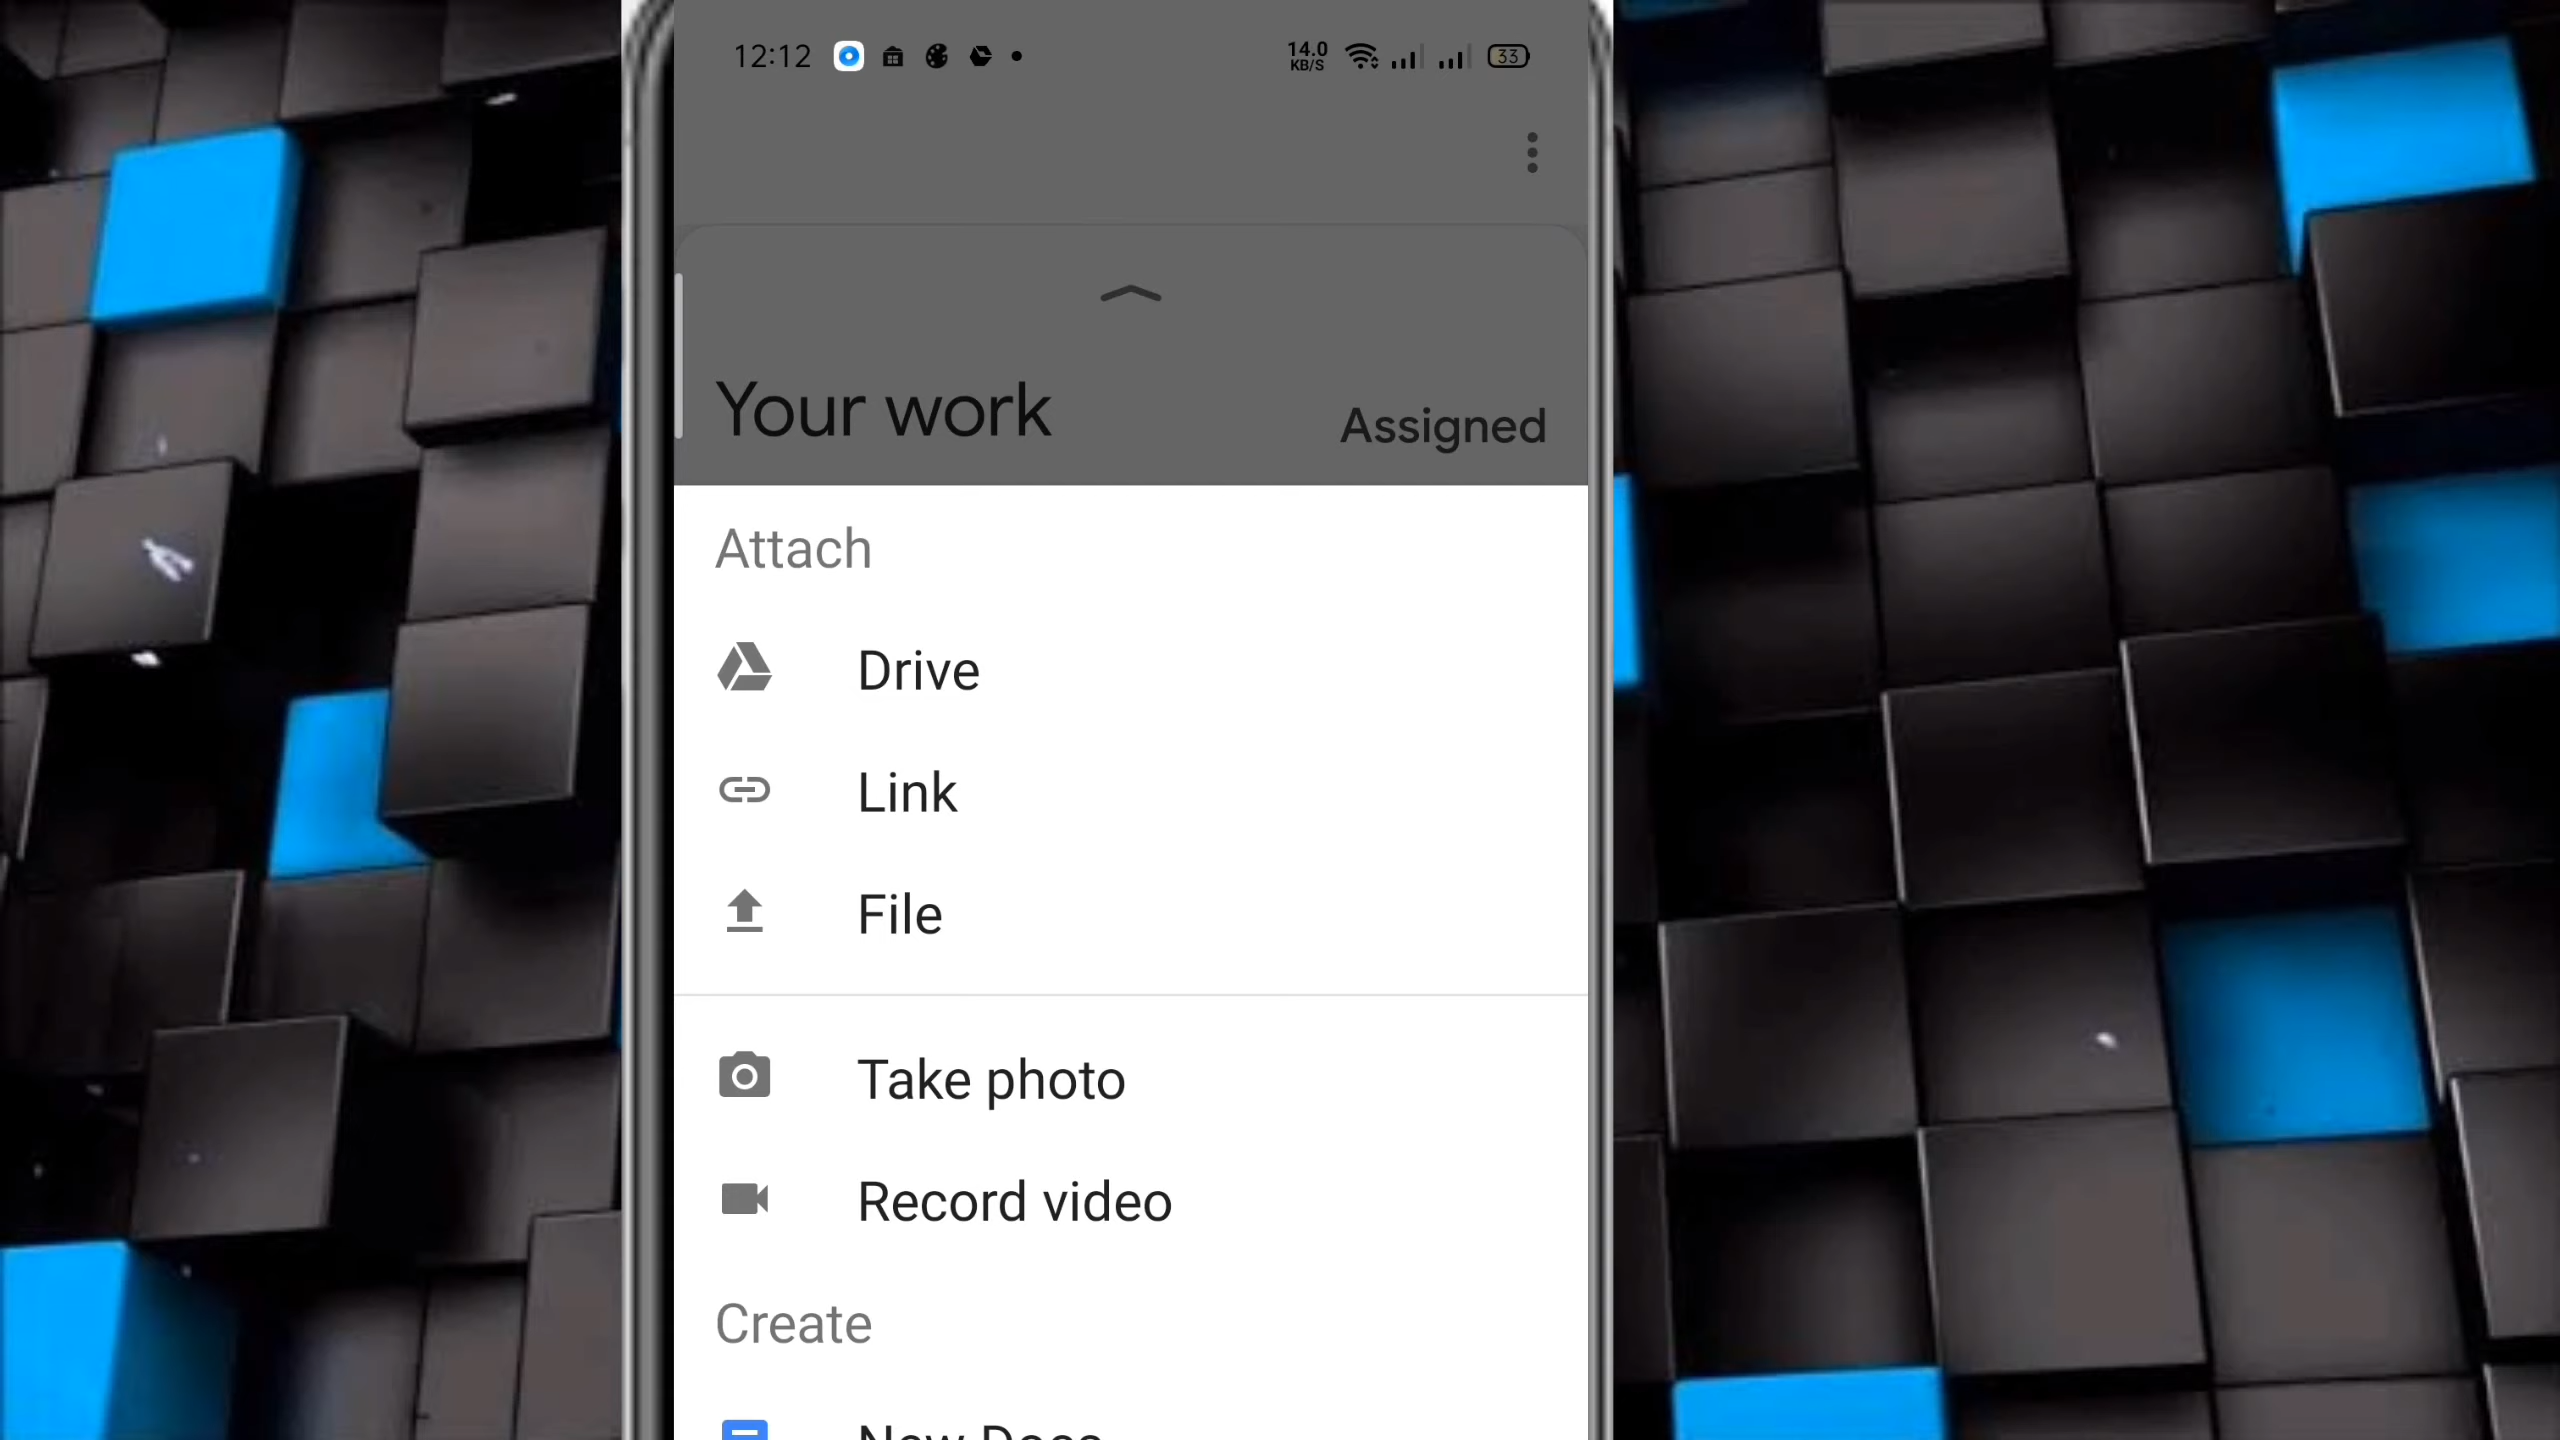 12:12
14.0
KB/S
33
Your work
Assigned
Attach
Drive
Link
File
Take photo
Record video
Create
New Docs